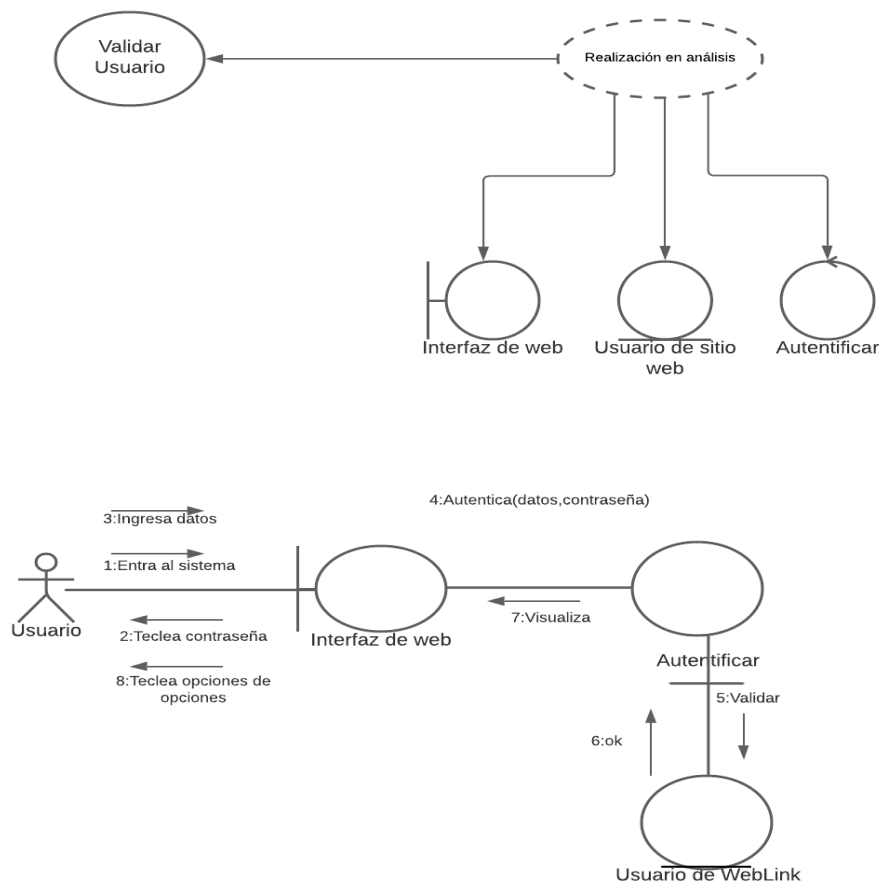 Validar
Usuario
Realización en análisis
Interfaz de web
Usuario de sitio
web
Autentificar
4:Autentica(datos,contraseña)
3:Ingresa datos
1:Entra al sistema
Usuario
2:Teclea contraseña
Interfaz de web
7:Visualiza
8:Teclea opciones de
opciones
Autentificar
5:Validar
6:ok
Usuario de WebLink